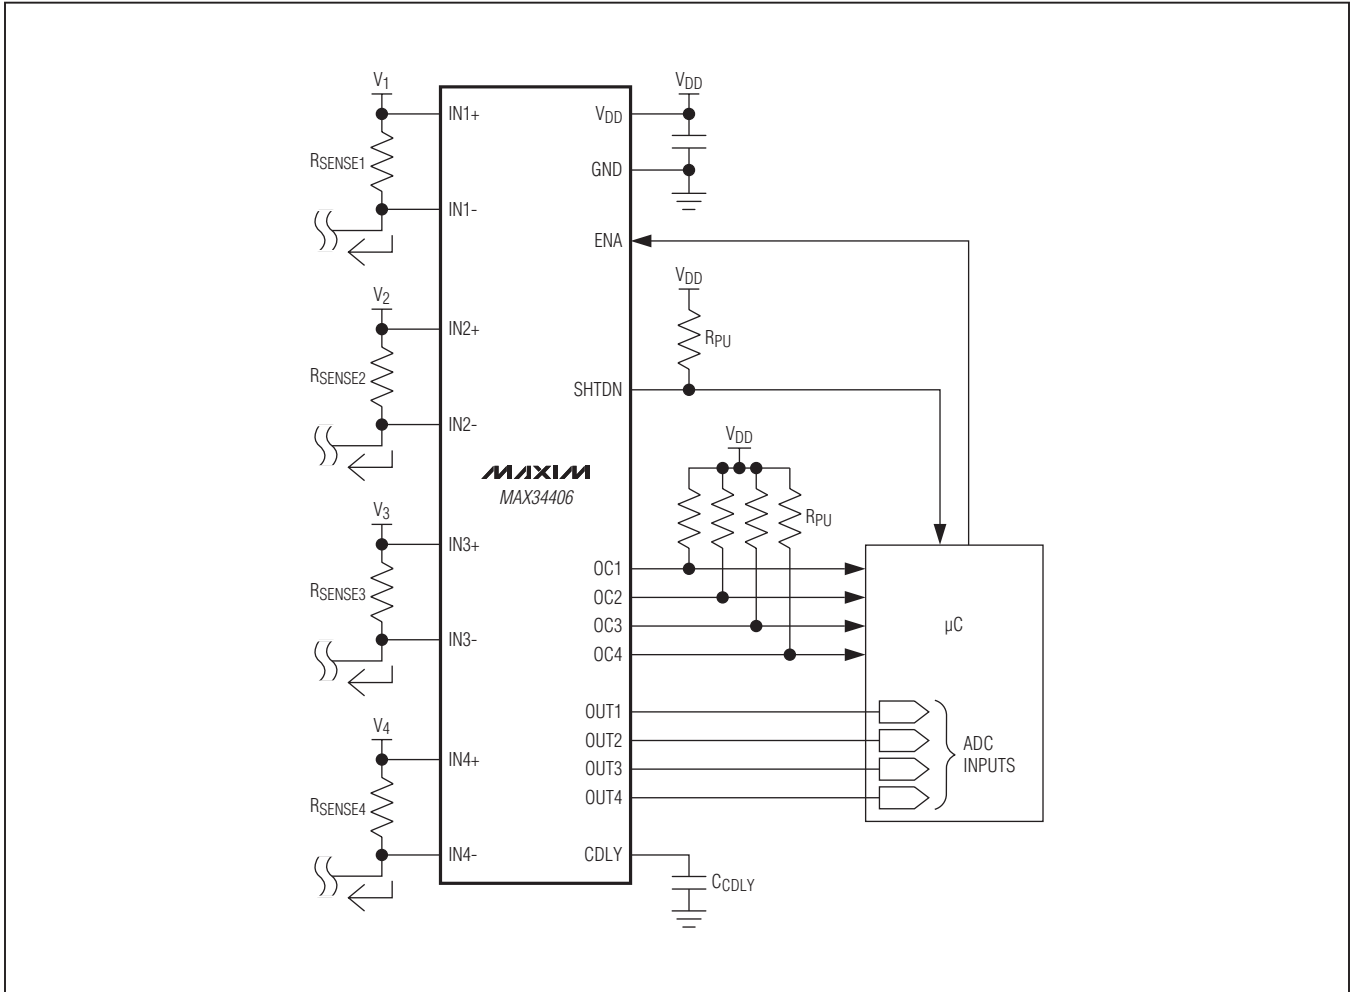 V1
IN1+
RSENSE1
IN1-
V2
IN2+
RSENSE2
IN2-
V3
IN3+
RSENSE3
IN3-
V4
IN4+
RSENSE4
IN4-
MAXIM
MAX34406
VDD
VDD
GND
ENA
VDD
RPU
SHTDN
VDD
RPU
OC1
OC2
OC3
OC4
OUT1
OUT2
OUT3
OUT4
CDLY
CCDLY
µC
ADC
INPUTS